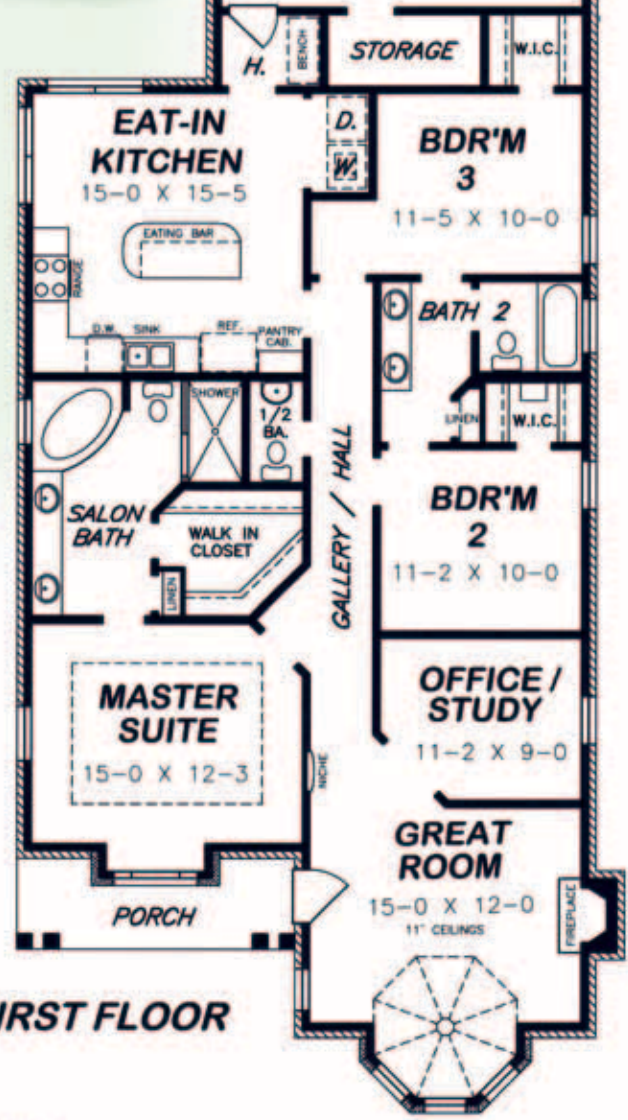 BENCH
H.
STORAGE
W.I.C.
EAT-IN
KITCHEN
15-0 X 15-5
D.
W.
BDR'M
3
11-5 X 10-0
EATING BAR
RANGE
D.W.
SINK
REF.
PANTRY
CAB.
BATH 2
LINEN
W.I.C.
SHOWER
1/2
BA.
GALLERY / HALL
SALON
BATH
WALK IN
CLOSET
LINEN
BDR'M
2
11-2 X 10-0
MASTER
SUITE
15-0 X 12-3
OFFICE /
STUDY
11-2 X 9-0
NICHE
GREAT
ROOM
15-0 X 12-0
11" CEILINGS
FIREPLACE
PORCH
IRST FLOOR